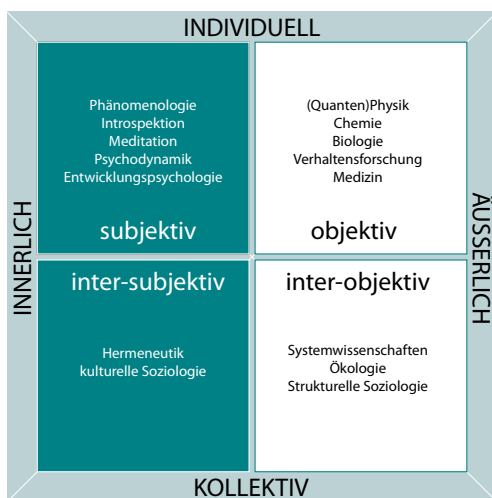 INDIVIDUELL
INNERLICH
Phänomenologie
Introspektion
Meditation
Psychodynamik
Entwicklungspsychologie
subjektiv
(Quanten)Physik
Chemie
Biologie
Verhaltensforschung
Medizin
objektiv
ÄUSSERLICH
inter-subjektiv
Hermeneutik
kulturelle Soziologie
inter-objektiv
Systemwissenschaften
Ökologie
Strukturelle Soziologie
KOLLEKTIV